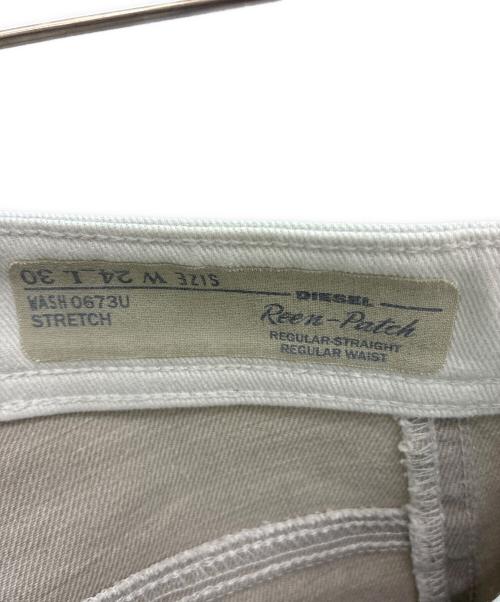 SIZE W 24 L 30
DIESEL
WASH 0673U
STRETCH
Reen-Patch
REGULAR-STRAIGHT
REGULAR WAIST